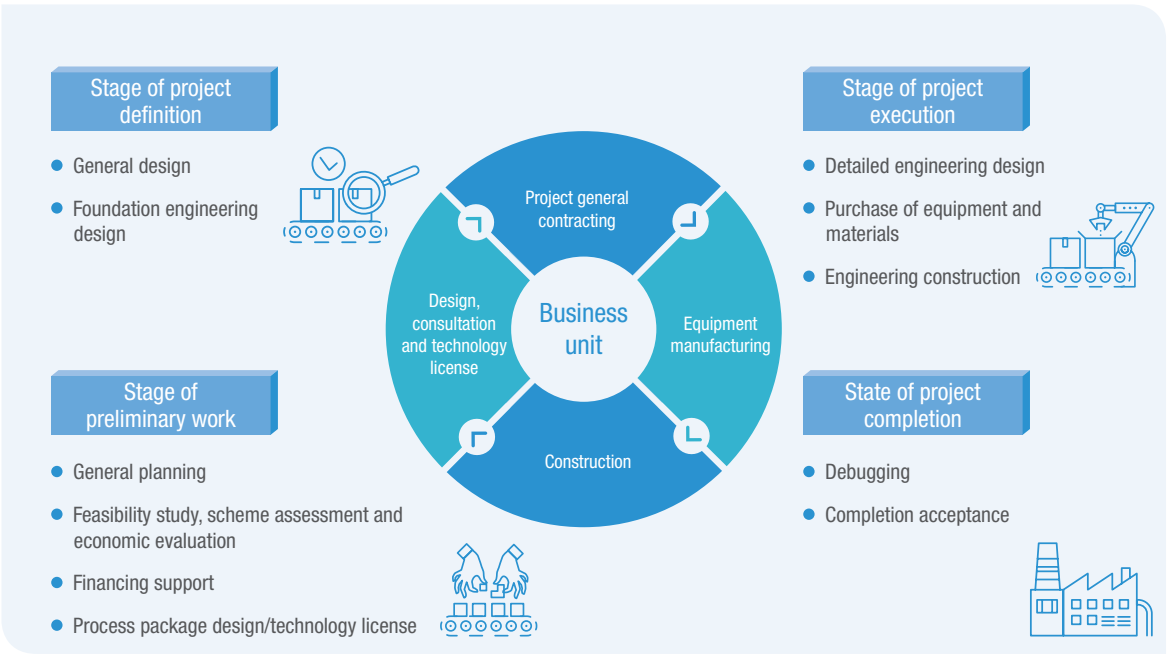 Stage of project
definition
General design
Foundation engineering
design
Stage of
preliminary work
General planning
Feasibility study, scheme assessment and
economic evaluation
Financing support
Process package design/technology license
Project general
contracting
Design,
consultation
and technology
license
Business
unit
Equipment
manufacturing
Construction
Stage of project
execution
Detailed engineering design
Purchase of equipment and
materials
Engineering construction
State of project
completion
Debugging
Completion acceptance